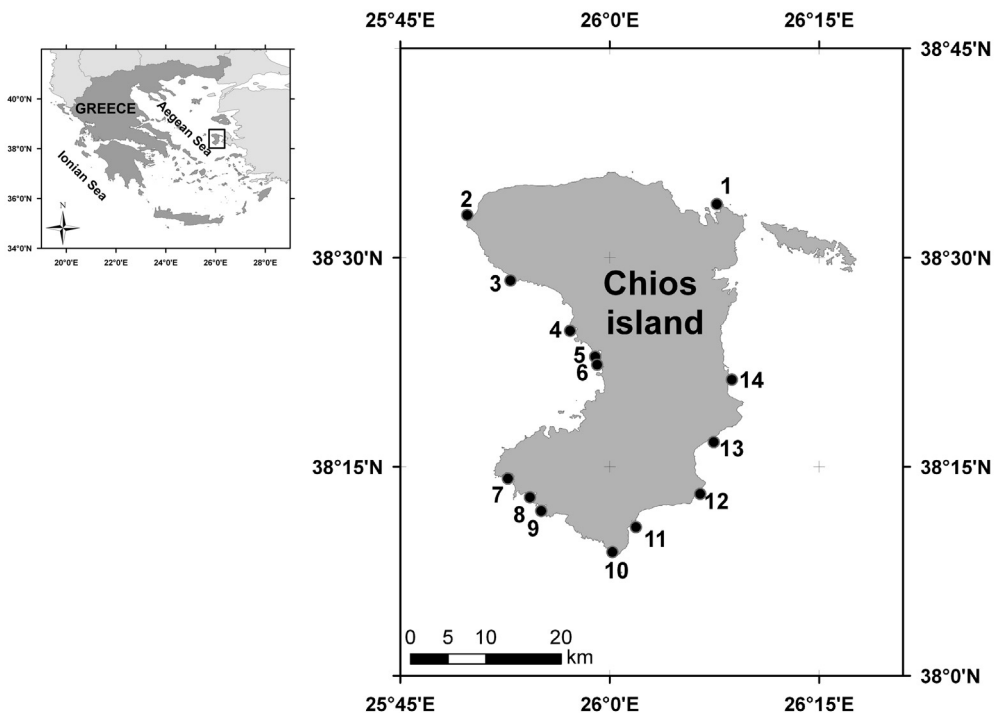 25°45'E 26°0'E 26°15'E
38°45'N 38°45'N
40°0'N
GREECE
Aegean Sea
38°0'N
Ionian Sea
36°0'N
N
34°0'N
20°0'E 22°0'E 24°0'E 26°0'E 28°0'E
1
2
38°30'N 38°30'N
3
Chios
island
4
5
6
14
13
38°15'N 38°15'N
7
12
8
9
11
10
0 5 10 20
km
38°0'N
25°45'E 26°0'E 26°15'E